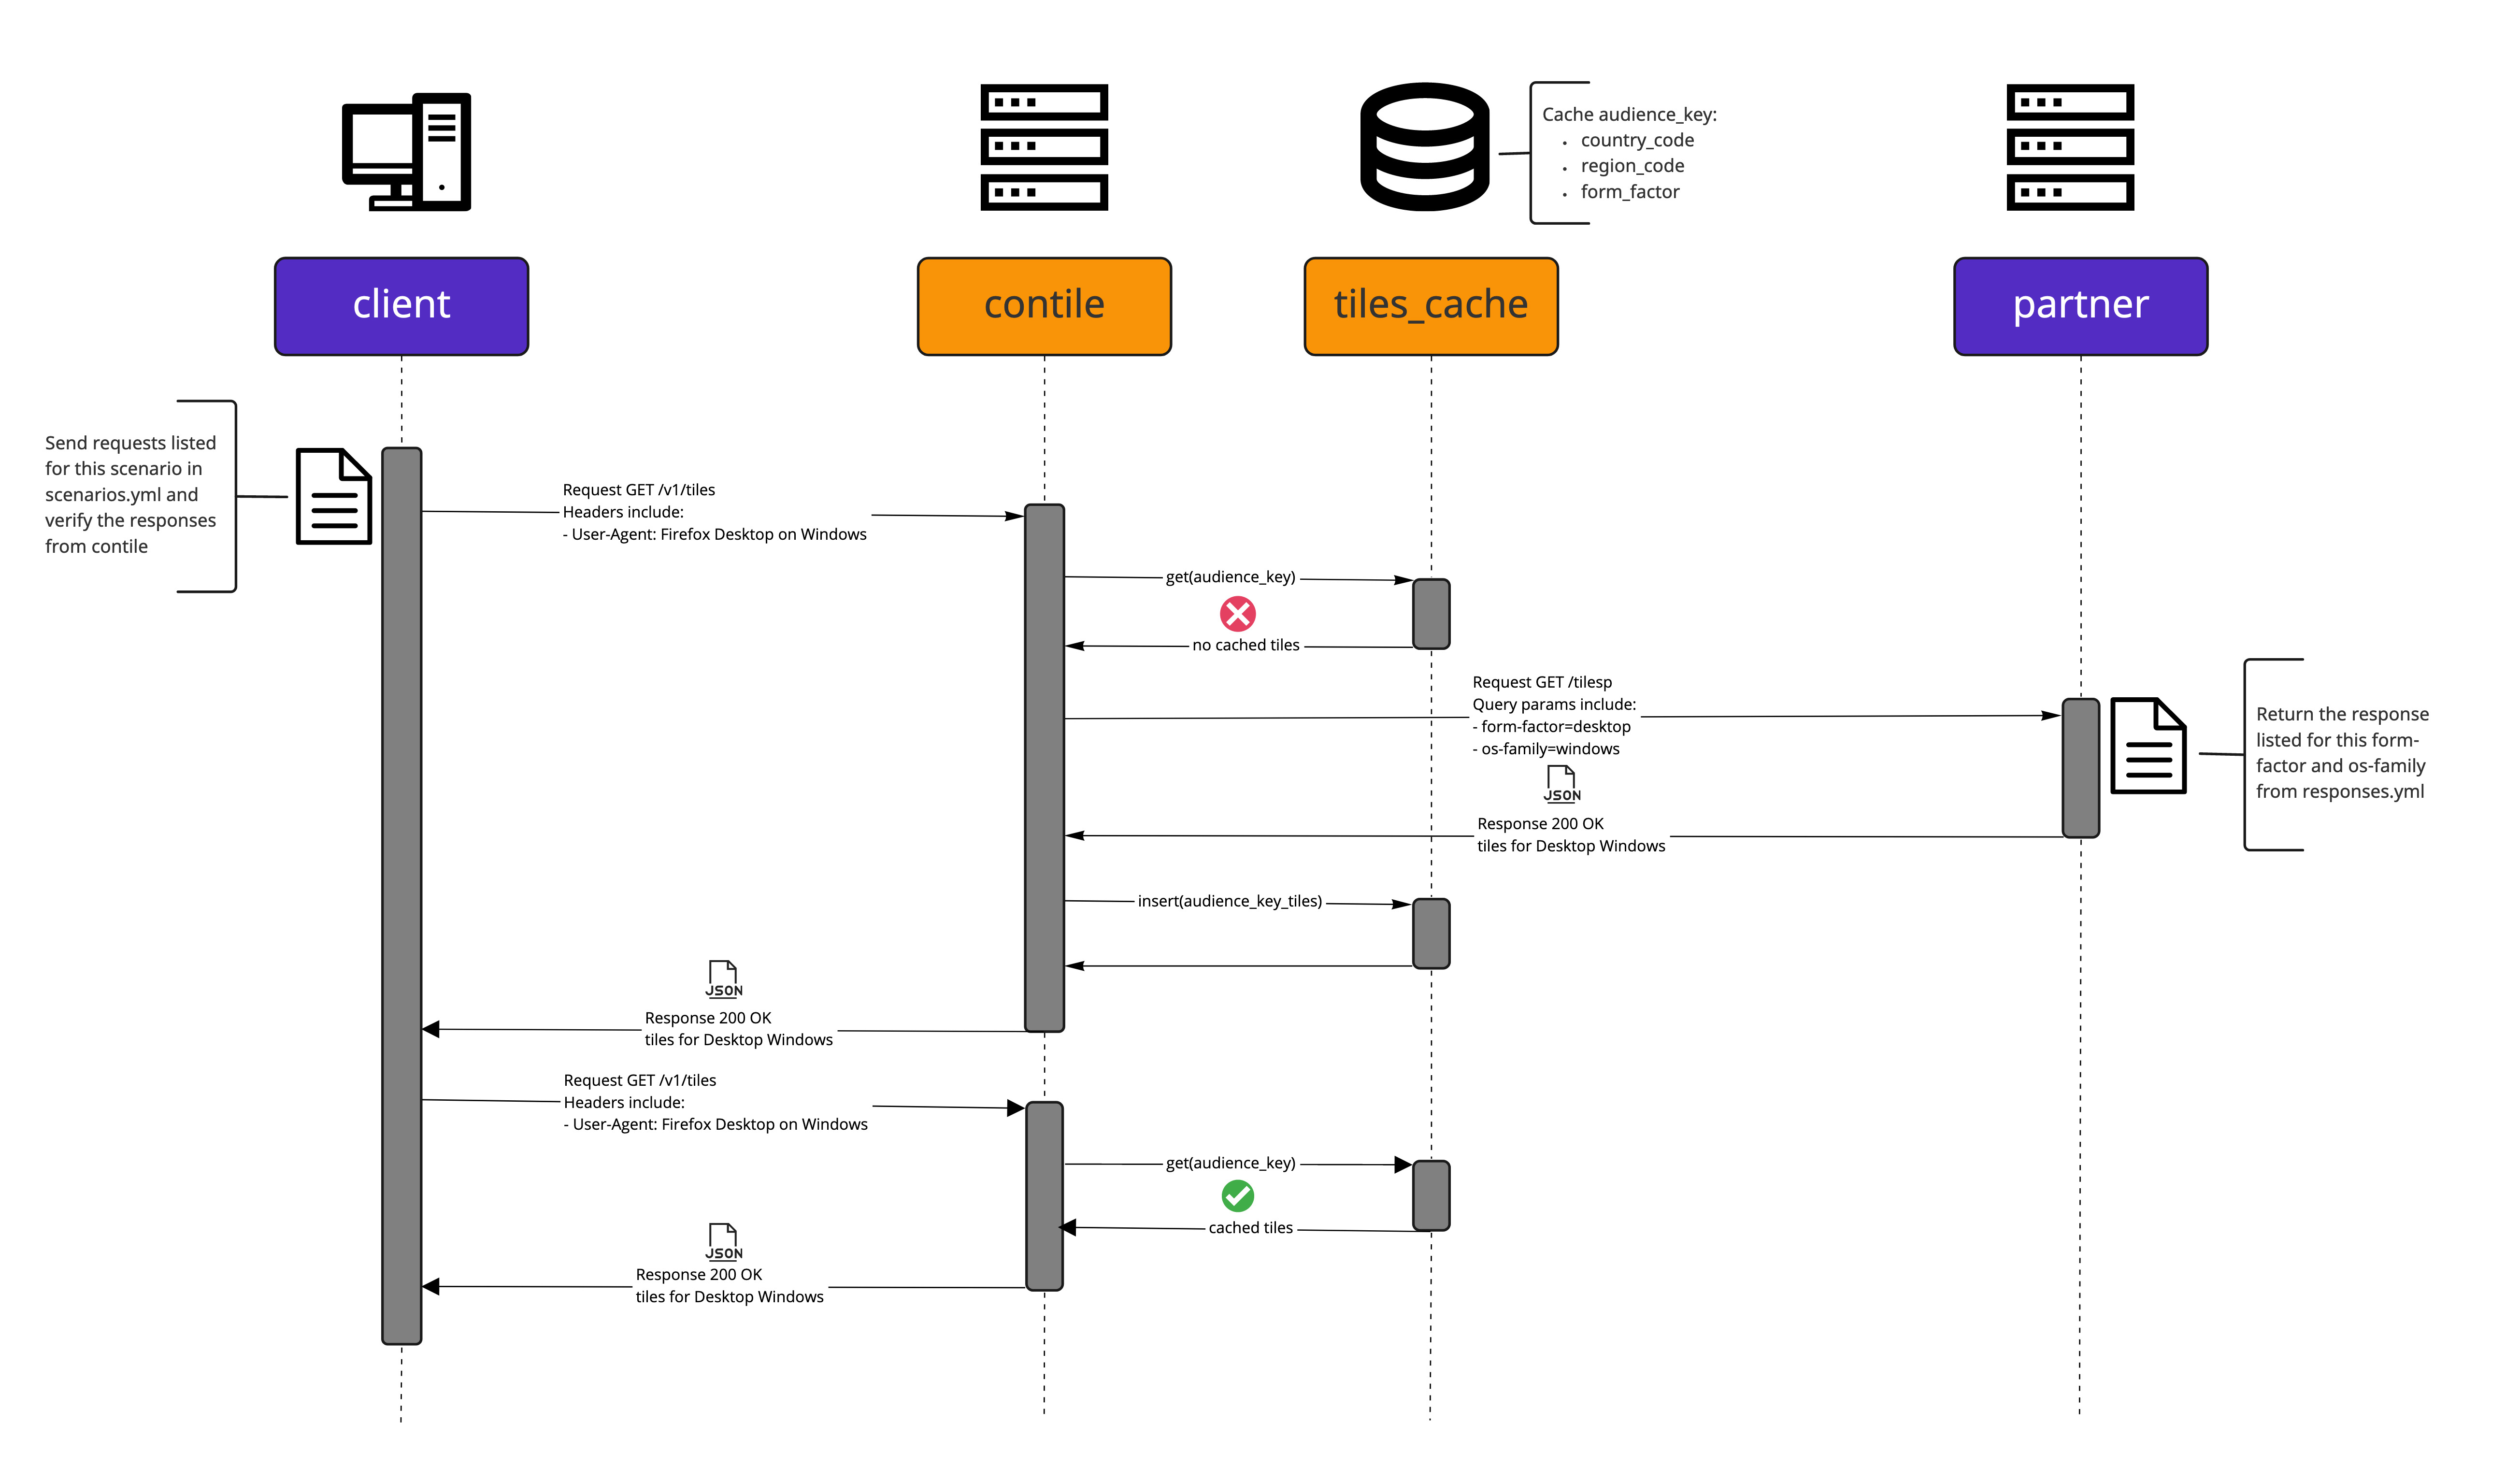 Cache audience_key:
• country_code
• region_code
• form_factor
client
contile
tiles_cache
partner
Send requests listed
for this scenario in
scenarios.yml and
verify the responses
from contile
Request GET /v1/tiles
Headers include:
- User-Agent: Firefox Desktop on Windows
get(audience_key)
no cached tiles
Request GET /tilesp
Query params include:
- form-factor=desktop
- os-family=windows
Return the response
listed for this form-
factor and os-family
from responses.yml
JSON
Response 200 OK
tiles for Desktop Windows
insert(audience_key_tiles)
JSON
Response 200 OK
tiles for Desktop Windows
Request GET /v1/tiles
Headers include:
- User-Agent: Firefox Desktop on Windows
get(audience_key)
cached tiles
JSON
Response 200 OK
tiles for Desktop Windows